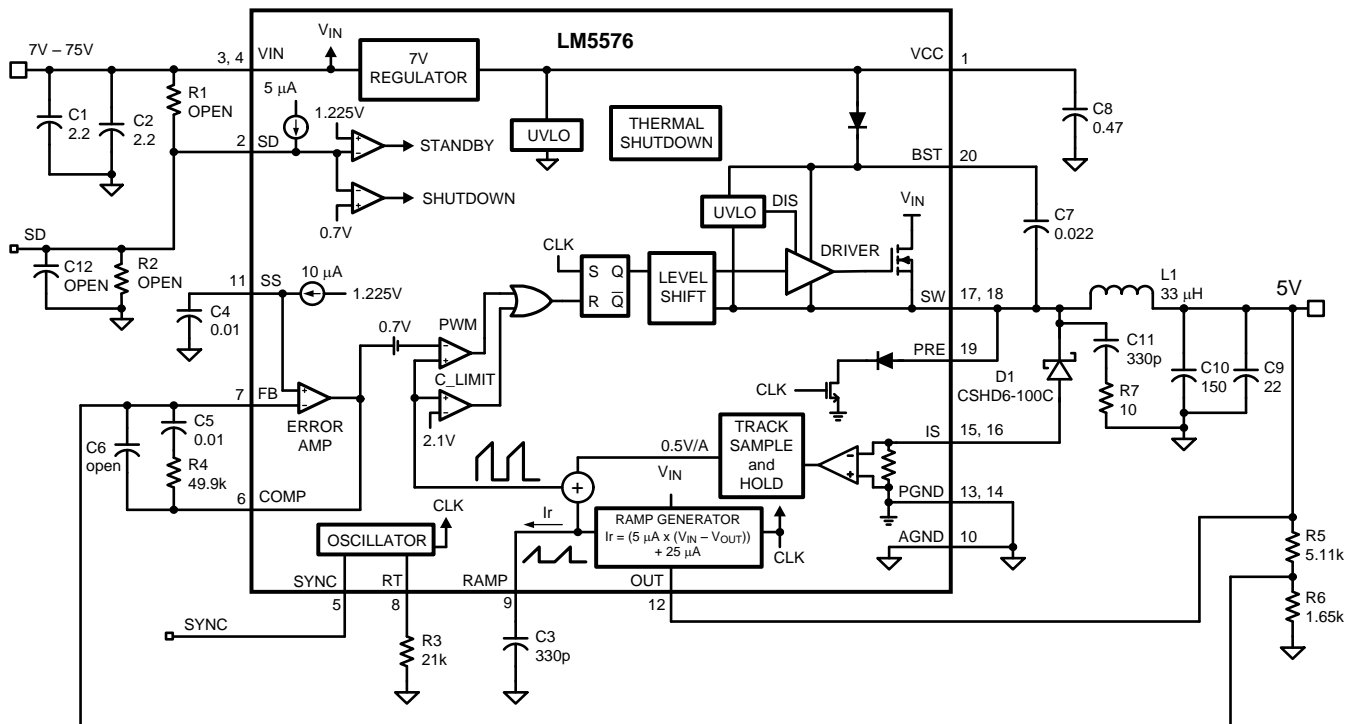 LM5576
7V – 75V
3, 4
VIN
V_IN
7V
REGULATOR
VCC
1
C1
2.2
C2
2.2
R1
OPEN
5 µA
1.225V
2
SD
STANDBY
SHUTDOWN
0.7V
UVLO
THERMAL
SHUTDOWN
C8
0.47
BST
20
UVLO
DIS
V_IN
DRIVER
C7
0.022
SD
C12
OPEN
R2
OPEN
11
SS
10 µA
1.225V
C4
0.01
CLK
S
Q
R
Q̅
LEVEL
SHIFT
SW
17, 18
L1
33 µH
5V
0.7V
PWM
C_LIMIT
2.1V
PRE
19
CLK
D1
CSHD6-100C
C11
330p
R7
10
C10
150
C9
22
7
FB
ERROR
AMP
C5
0.01
C6
open
R4
49.9k
6
COMP
0.5V/A
TRACK
SAMPLE
and
HOLD
IS
15, 16
PGND
13, 14
AGND
10
+
V_IN
Ir
RAMP GENERATOR
Ir = (5 µA x (V_IN – V_OUT))
+ 25 µA
CLK
CLK
OSCILLATOR
SYNC
5
RT
8
RAMP
9
OUT
12
SYNC
R3
21k
C3
330p
R5
5.11k
R6
1.65k